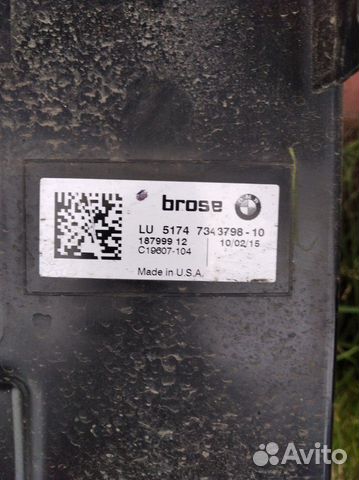 brose
LU 5174 7343798-10
187999 12 10/02/15
C19607-104
Made in U.S.A.
Avito